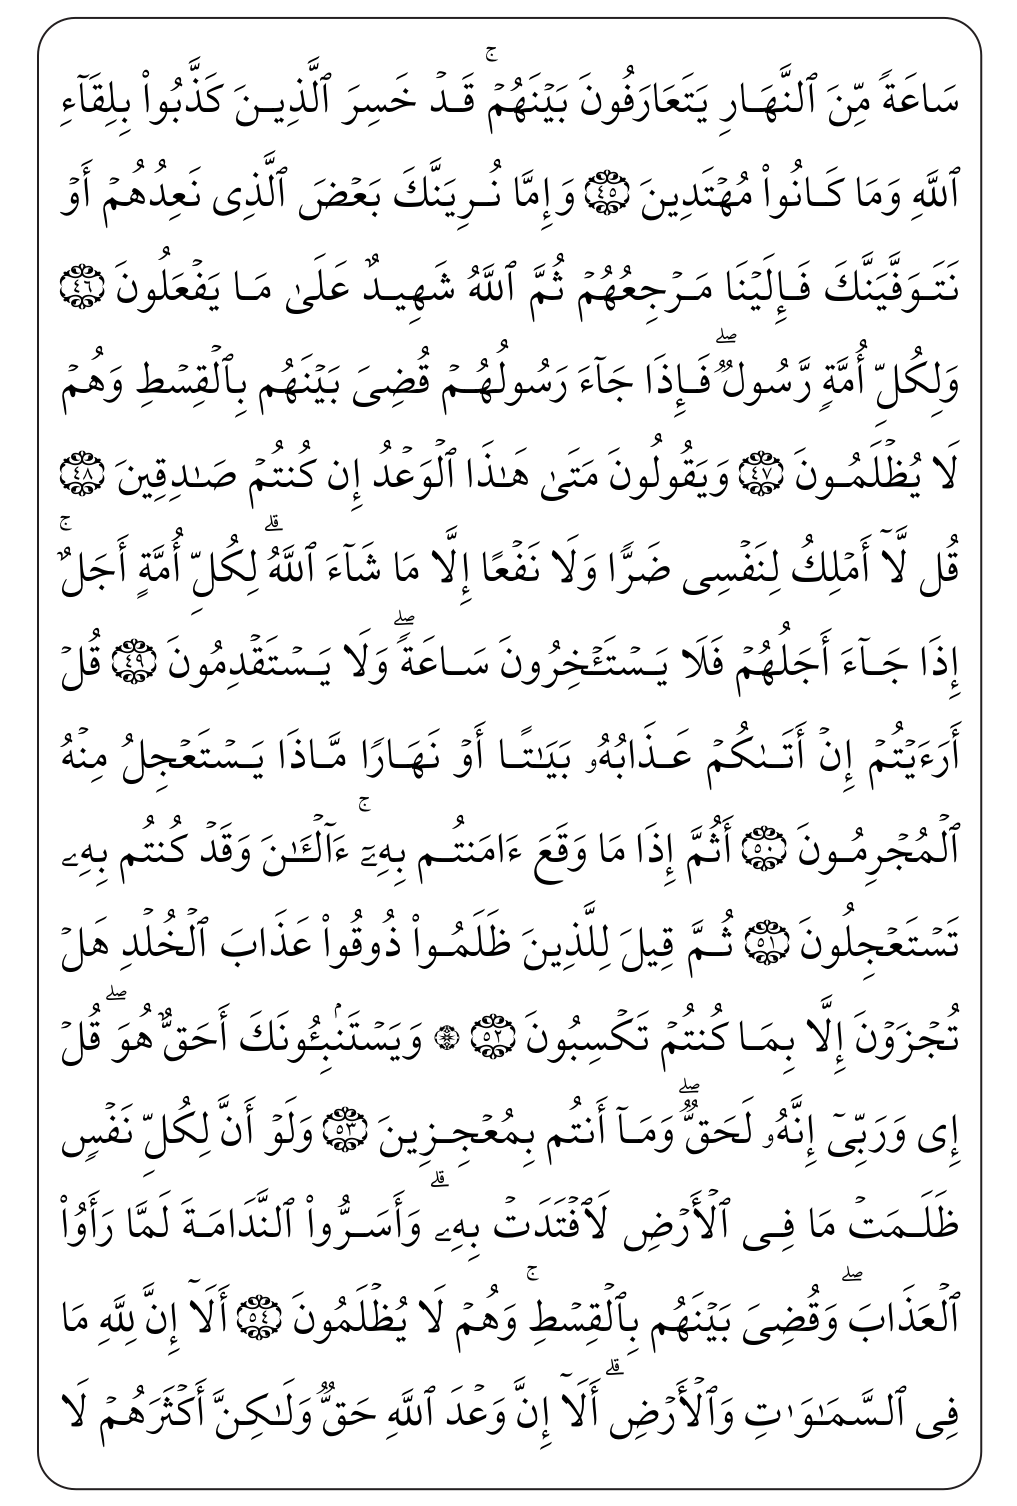 سَاعَةٗ مِّنَ ٱلنَّهَارِ يَتَعَارَفُونَ بَيۡنَهُمۡۚ قَدۡ خَسِرَ ٱلَّذِينَ كَذَّبُواْ بِلِقَآءِ
ٱللَّهِ وَمَا كَانُواْ مُهۡتَدِينَ ٤٥ وَإِمَّا نُرِيَنَّكَ بَعۡضَ ٱلَّذِي نَعِدُهُمۡ أَوۡ
نَتَوَفَّيَنَّكَ فَإِلَيۡنَا مَرۡجِعُهُمۡ ثُمَّ ٱللَّهُ شَهِيدٌ عَلَىٰ مَا يَفۡعَلُونَ ٤٦
وَلِكُلِّ أُمَّةٖ رَّسُولٞۖ فَإِذَا جَآءَ رَسُولُهُمۡ قُضِيَ بَيۡنَهُم بِٱلۡقِسۡطِ وَهُمۡ
لَا يُظۡلَمُونَ ٤٧ وَيَقُولُونَ مَتَىٰ هَٰذَا ٱلۡوَعۡدُ إِن كُنتُمۡ صَٰدِقِينَ ٤٨
قُل لَّآ أَمۡلِكُ لِنَفۡسِي ضَرّٗا وَلَا نَفۡعًا إِلَّا مَا شَآءَ ٱللَّهُۗ لِكُلِّ أُمَّةٍ أَجَلٌۚ
إِذَا جَآءَ أَجَلُهُمۡ فَلَا يَسۡتَـٔۡخِرُونَ سَاعَةٗۖ وَلَا يَسۡتَقۡدِمُونَ ٤٩ قُلۡ
أَرَءَيۡتُمۡ إِنۡ أَتَىٰكُمۡ عَذَابُهُۥ بَيَٰتًا أَوۡ نَهَارٗا مَّاذَا يَسۡتَعۡجِلُ مِنۡهُ
ٱلۡمُجۡرِمُونَ ٥٠ أَثُمَّ إِذَا مَا وَقَعَ ءَامَنتُم بِهِۦٓۚ ءَآلۡـَٰٔنَ وَقَدۡ كُنتُم بِهِۦ
تَسۡتَعۡجِلُونَ ٥١ ثُمَّ قِيلَ لِلَّذِينَ ظَلَمُواْ ذُوقُواْ عَذَابَ ٱلۡخُلۡدِ هَلۡ
تُجۡزَوۡنَ إِلَّا بِمَا كُنتُمۡ تَكۡسِبُونَ ٥٢ ۞ وَيَسۡتَنۢبِـُٔونَكَ أَحَقٌّ هُوَۖ قُلۡ
إِي وَرَبِّيٓ إِنَّهُۥ لَحَقّٞۖ وَمَآ أَنتُم بِمُعۡجِزِينَ ٥٣ وَلَوۡ أَنَّ لِكُلِّ نَفۡسٖ
ظَلَمَتۡ مَا فِي ٱلۡأَرۡضِ لَٱفۡتَدَتۡ بِهِۦۗ وَأَسَرُّواْ ٱلنَّدَامَةَ لَمَّا رَأَوُاْ
ٱلۡعَذَابَۖ وَقُضِيَ بَيۡنَهُم بِٱلۡقِسۡطِۚ وَهُمۡ لَا يُظۡلَمُونَ ٥٤ أَلَآ إِنَّ لِلَّهِ مَا
فِي ٱلسَّمَٰوَٰتِ وَٱلۡأَرۡضِۗ أَلَآ إِنَّ وَعۡدَ ٱللَّهِ حَقّٞ وَلَٰكِنَّ أَكۡثَرَهُمۡ لَا